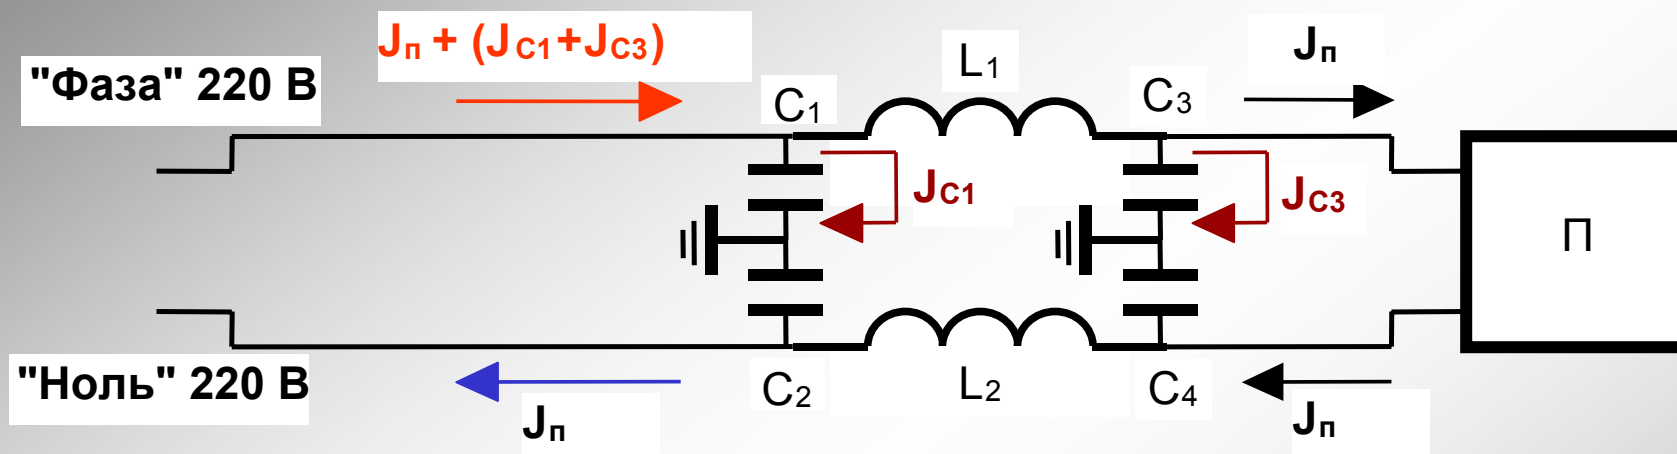 Jп + (JC1+JC3)
Jп
"Фаза" 220 В
L1
C1
C3
JC1
JC3
П
"Ноль" 220 В
C2
L2
C4
Jп
Jп